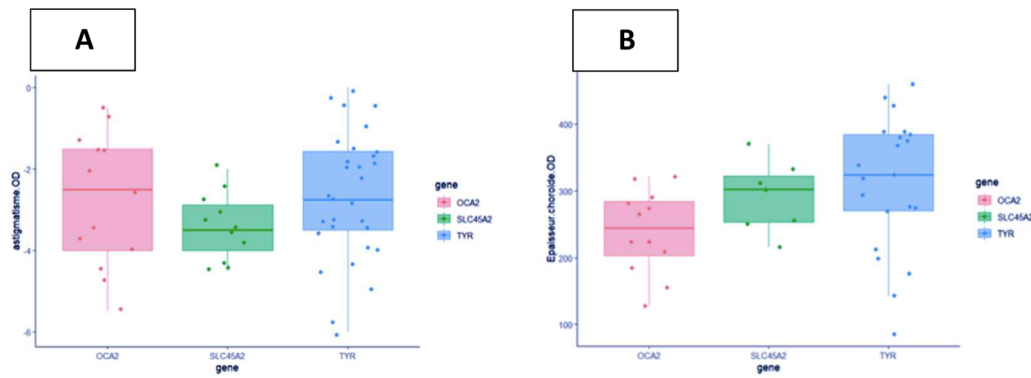 A
astigmatisme.OD
0
-2
-4
-6
OCA2 SLC45A2 TYR
gene
gene
OCA2
SLC45A2
TYR
B
Epaisseur.choroide.OD
400
300
200
100
OCA2 SLC45A2 TYR
gene
gene
OCA2
SLC45A2
TYR